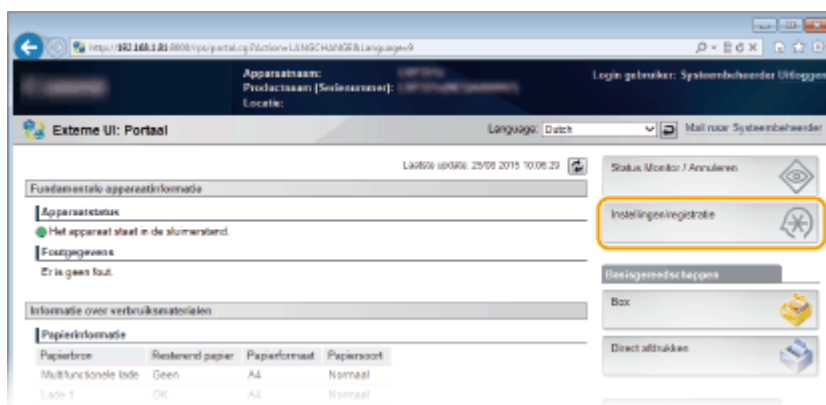 Apparaatnaam:
Productnaam (Serienummer):
Locatie:
Login gebruiker: Systeembeheerder Uitloggen
Externe UI: Portaal
Language: Dutch
Mail naar Systeembeheerder
Laatste update: 25/08 2015 10:06:29
Fundamentele apparaatinformatie
Apparaatstatus
Het apparaat staat in de sluimerstand.
Foutgegevens
Er is geen fout.
Informatie over verbruiksmaterialen
Papierinformatie
Papierbron Resterend papier Papierformaat Papiersoort
Multifunctionele lade Geen A4 Normaal
Lade 1 OK A4 Normaal
Status Monitor / Annuleren
Instellingen/registratie
Basisgereedschappen
Box
Direct afdrukken